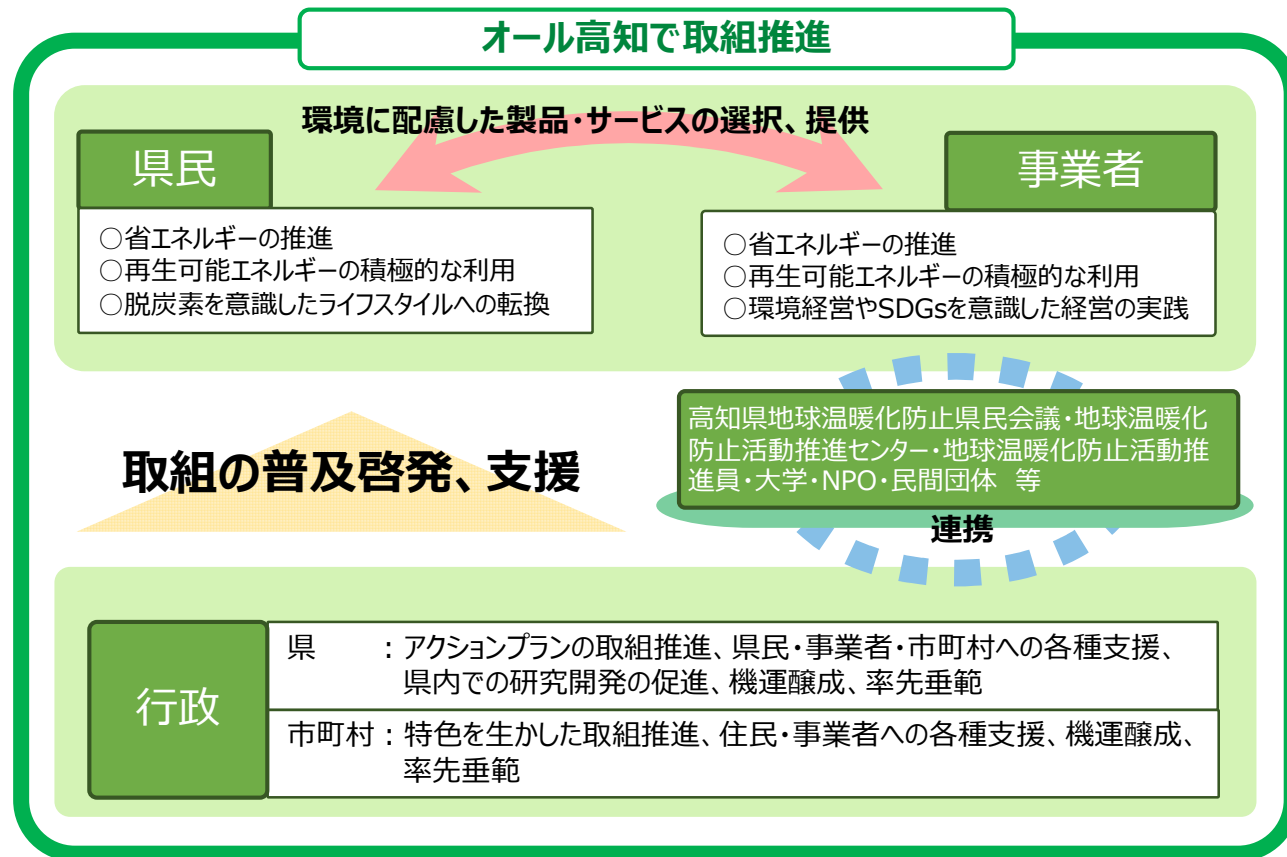 オール高知で取組推進
環境に配慮した製品・サービスの選択、提供
県民
○省エネルギーの推進
○再生可能エネルギーの積極的な利用
○脱炭素を意識したライフスタイルへの転換
事業者
○省エネルギーの推進
○再生可能エネルギーの積極的な利用
○環境経営やSDGsを意識した経営の実践
取組の普及啓発、支援
高知県地球温暖化防止県民会議・地球温暖化
防止活動推進センター・地球温暖化防止活動推
進員・大学・NPO・民間団体　等
連携
行政
県　　：アクションプランの取組推進、県民・事業者・市町村への各種支援、
県内での研究開発の促進、機運醸成、率先垂範
市町村：特色を生かした取組推進、住民・事業者への各種支援、機運醸成、
率先垂範